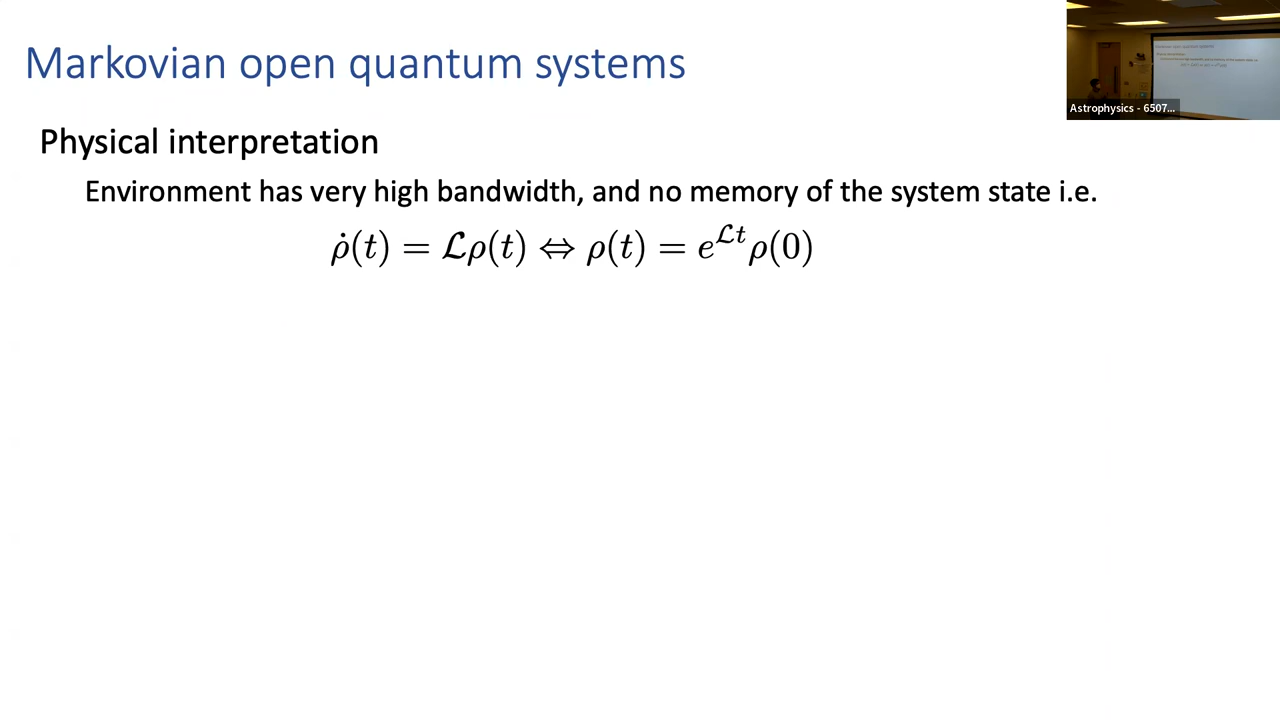 Markovian open quantum systems
Physical interpretation
Environment has very high bandwidth, and no memory of the system state i.e.
ρ̇(t) = ℒρ(t) ⇔ ρ(t) = e^{ℒt}ρ(0)
Astrophysics - 6507...